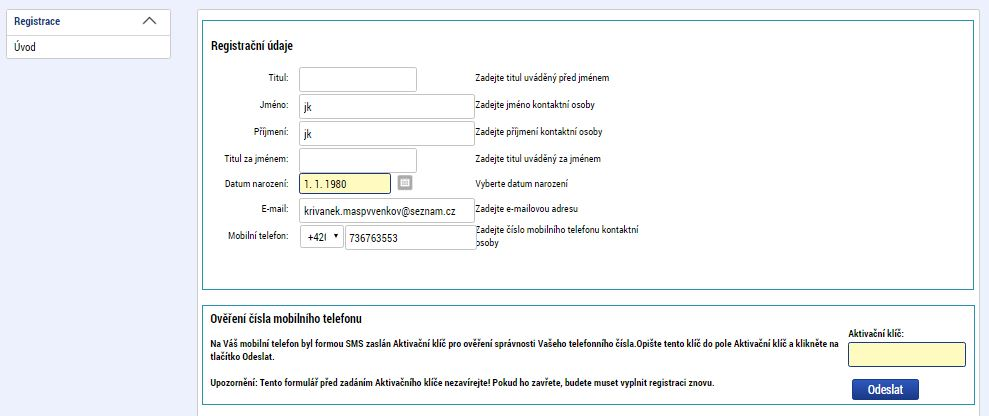 Registrace
Úvod
Registrační údaje
Titul:
Zadejte titul uváděný před jménem
Jméno:
jk
Zadejte jméno kontaktní osoby
Příjmení:
jk
Zadejte příjmení kontaktní osoby
Titul za jménem:
Zadejte titul uváděný za jménem
Datum narození:
1. 1. 1980
Vyberte datum narození
E-mail:
krivanek.maspvvenkov@seznam.cz
Zadejte e-mailovou adresu
Mobilní telefon:
+42
736763553
Zadejte číslo mobilního telefonu kontaktní
osoby
Ověření čísla mobilního telefonu
Na Váš mobilní telefon byl formou SMS zaslán Aktivační klíč pro ověření správnosti Vašeho telefonního čísla.Opište tento klíč do pole Aktivační klíč a klikněte na
tlačítko Odeslat.
Upozornění: Tento formulář před zadáním Aktivačního klíče nezavírejte! Pokud ho zavřete, budete muset vyplnit registraci znovu.
Aktivační klíč:
Odeslat